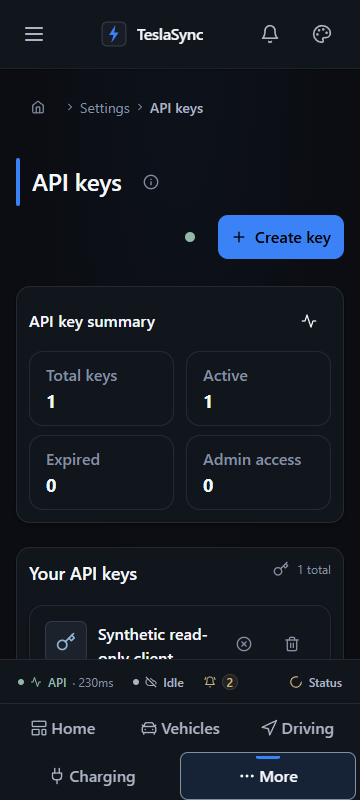 TeslaSync
Settings
API keys
API keys
Create key
API key summary
Total keys
1
Active
1
Expired
0
Admin access
0
Your API keys
1 total
Synthetic read-
only client
API · 230ms
Idle
2
Status
Home
Vehicles
Driving
Charging
More